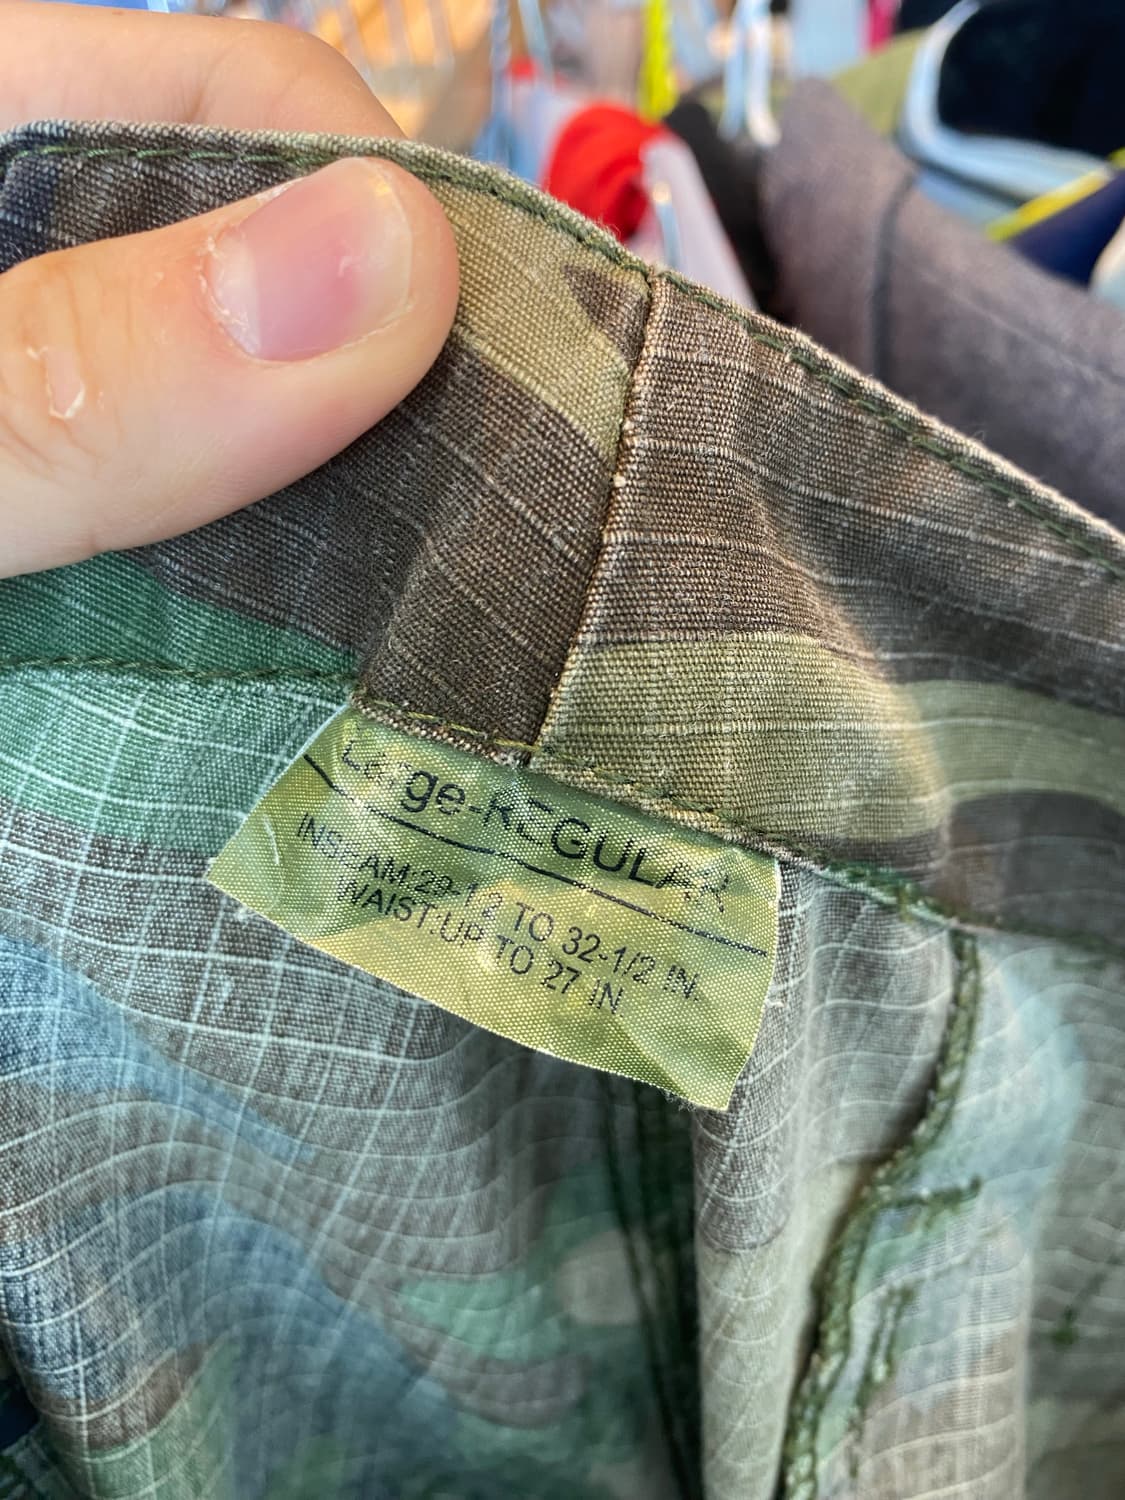 Large-REGULAR
INSEAM:29-1/2 TO 32-1/2 IN.
WAIST:UP TO 27 IN